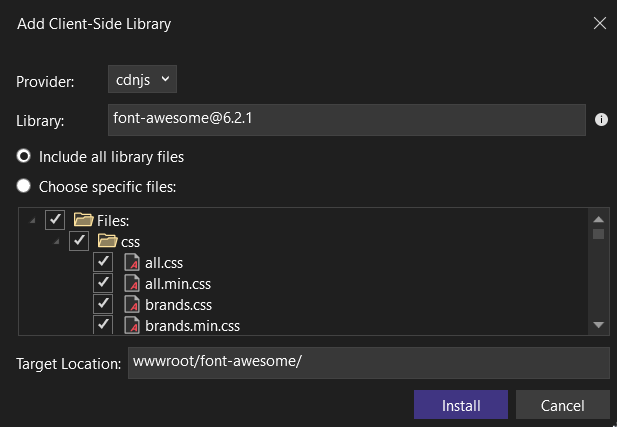 Add Client-Side Library
Provider: cdnjs
Library: font-awesome@6.2.1
Include all library files
Choose specific files:
Files:
css
all.css
all.min.css
brands.css
brands.min.css
Target Location: wwwroot/font-awesome/
Install Cancel